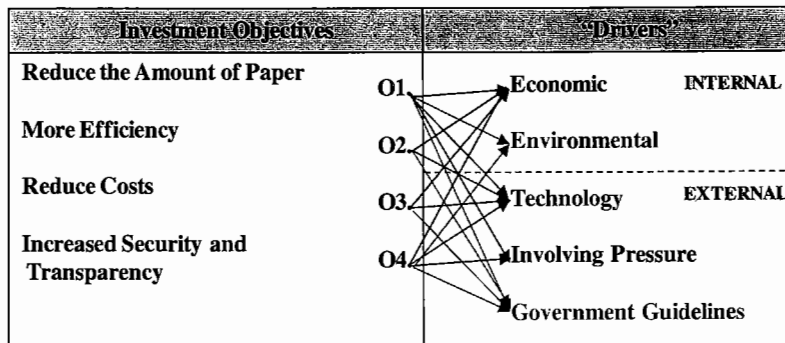 Investment Objectives
"Drivers"
Reduce the Amount of Paper
O1
Economic
INTERNAL
More Efficiency
O2
Environmental
Reduce Costs
O3
Technology
EXTERNAL
Increased Security and
Transparency
O4
Involving Pressure
Government Guidelines